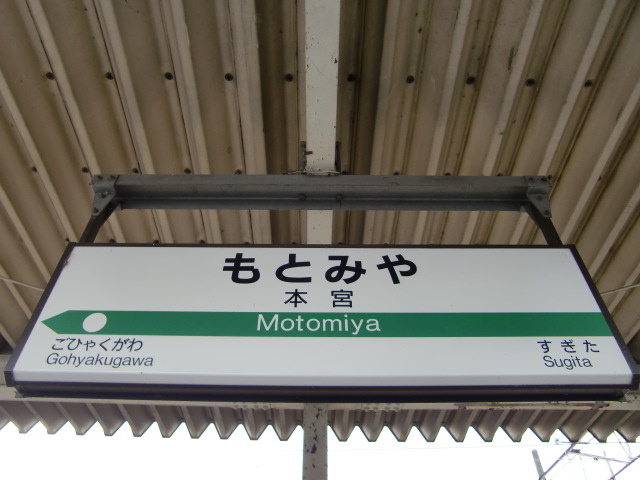 もとみや
本宮
Motomiya
ごひゃくがわ
Gohyakugawa
すぎた
Sugita